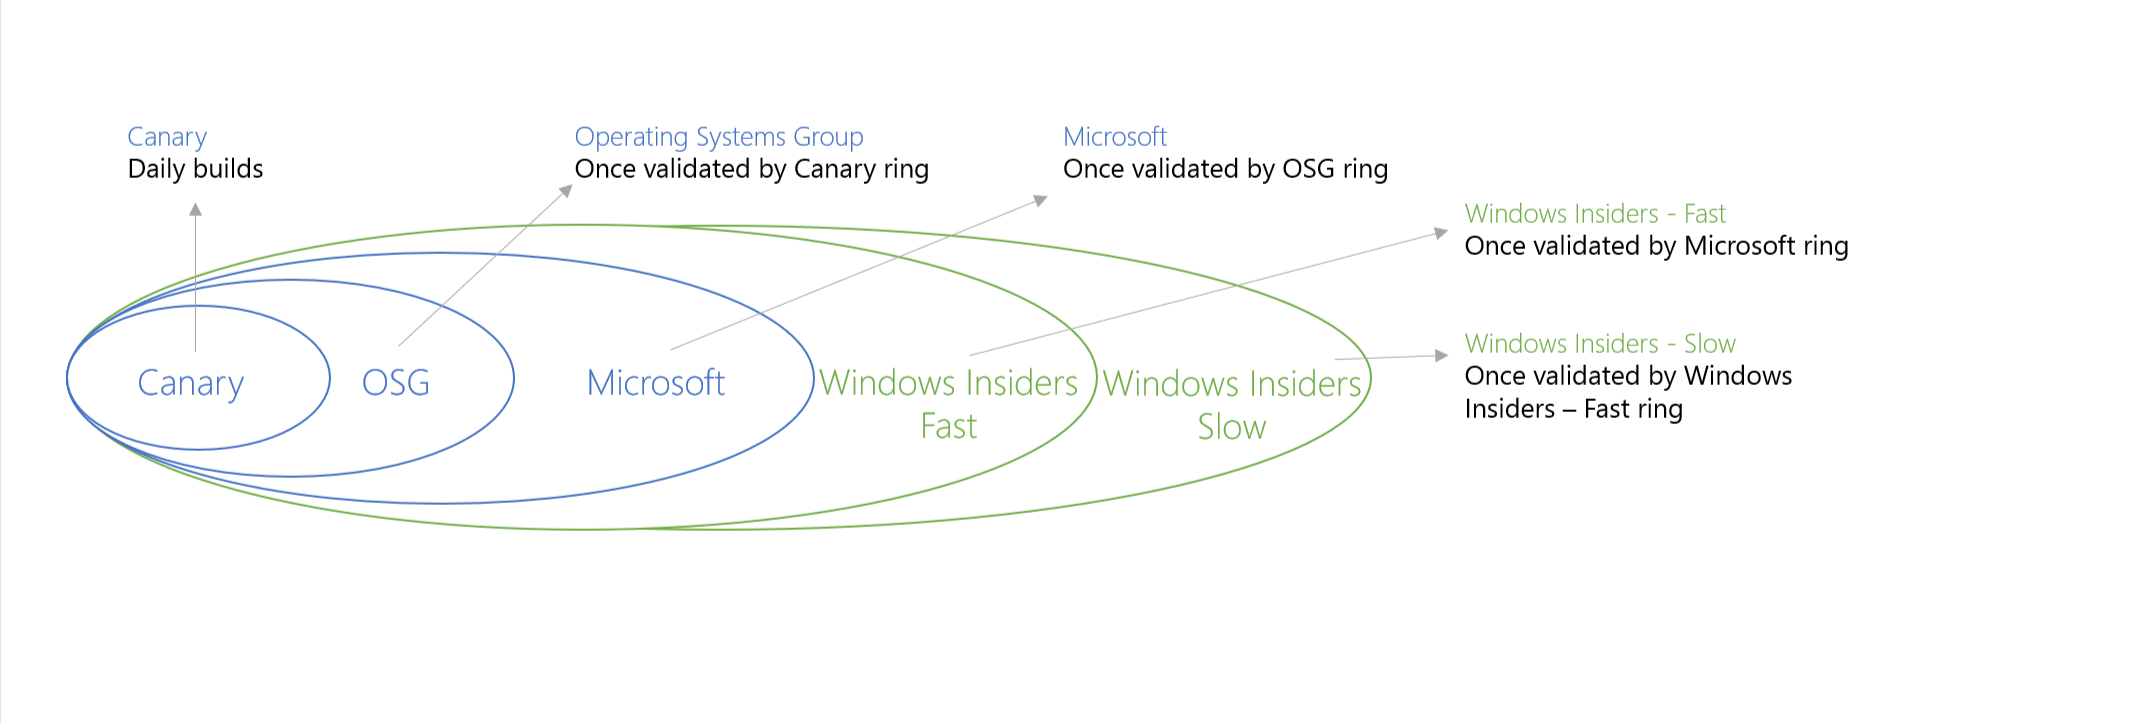 Canary
Daily builds
Operating Systems Group
Once validated by Canary ring
Microsoft
Once validated by OSG ring
Windows Insiders - Fast
Once validated by Microsoft ring
Windows Insiders - Slow
Once validated by Windows
Insiders – Fast ring
Canary
OSG
Microsoft
Windows Insiders
Fast
Windows Insiders
Slow